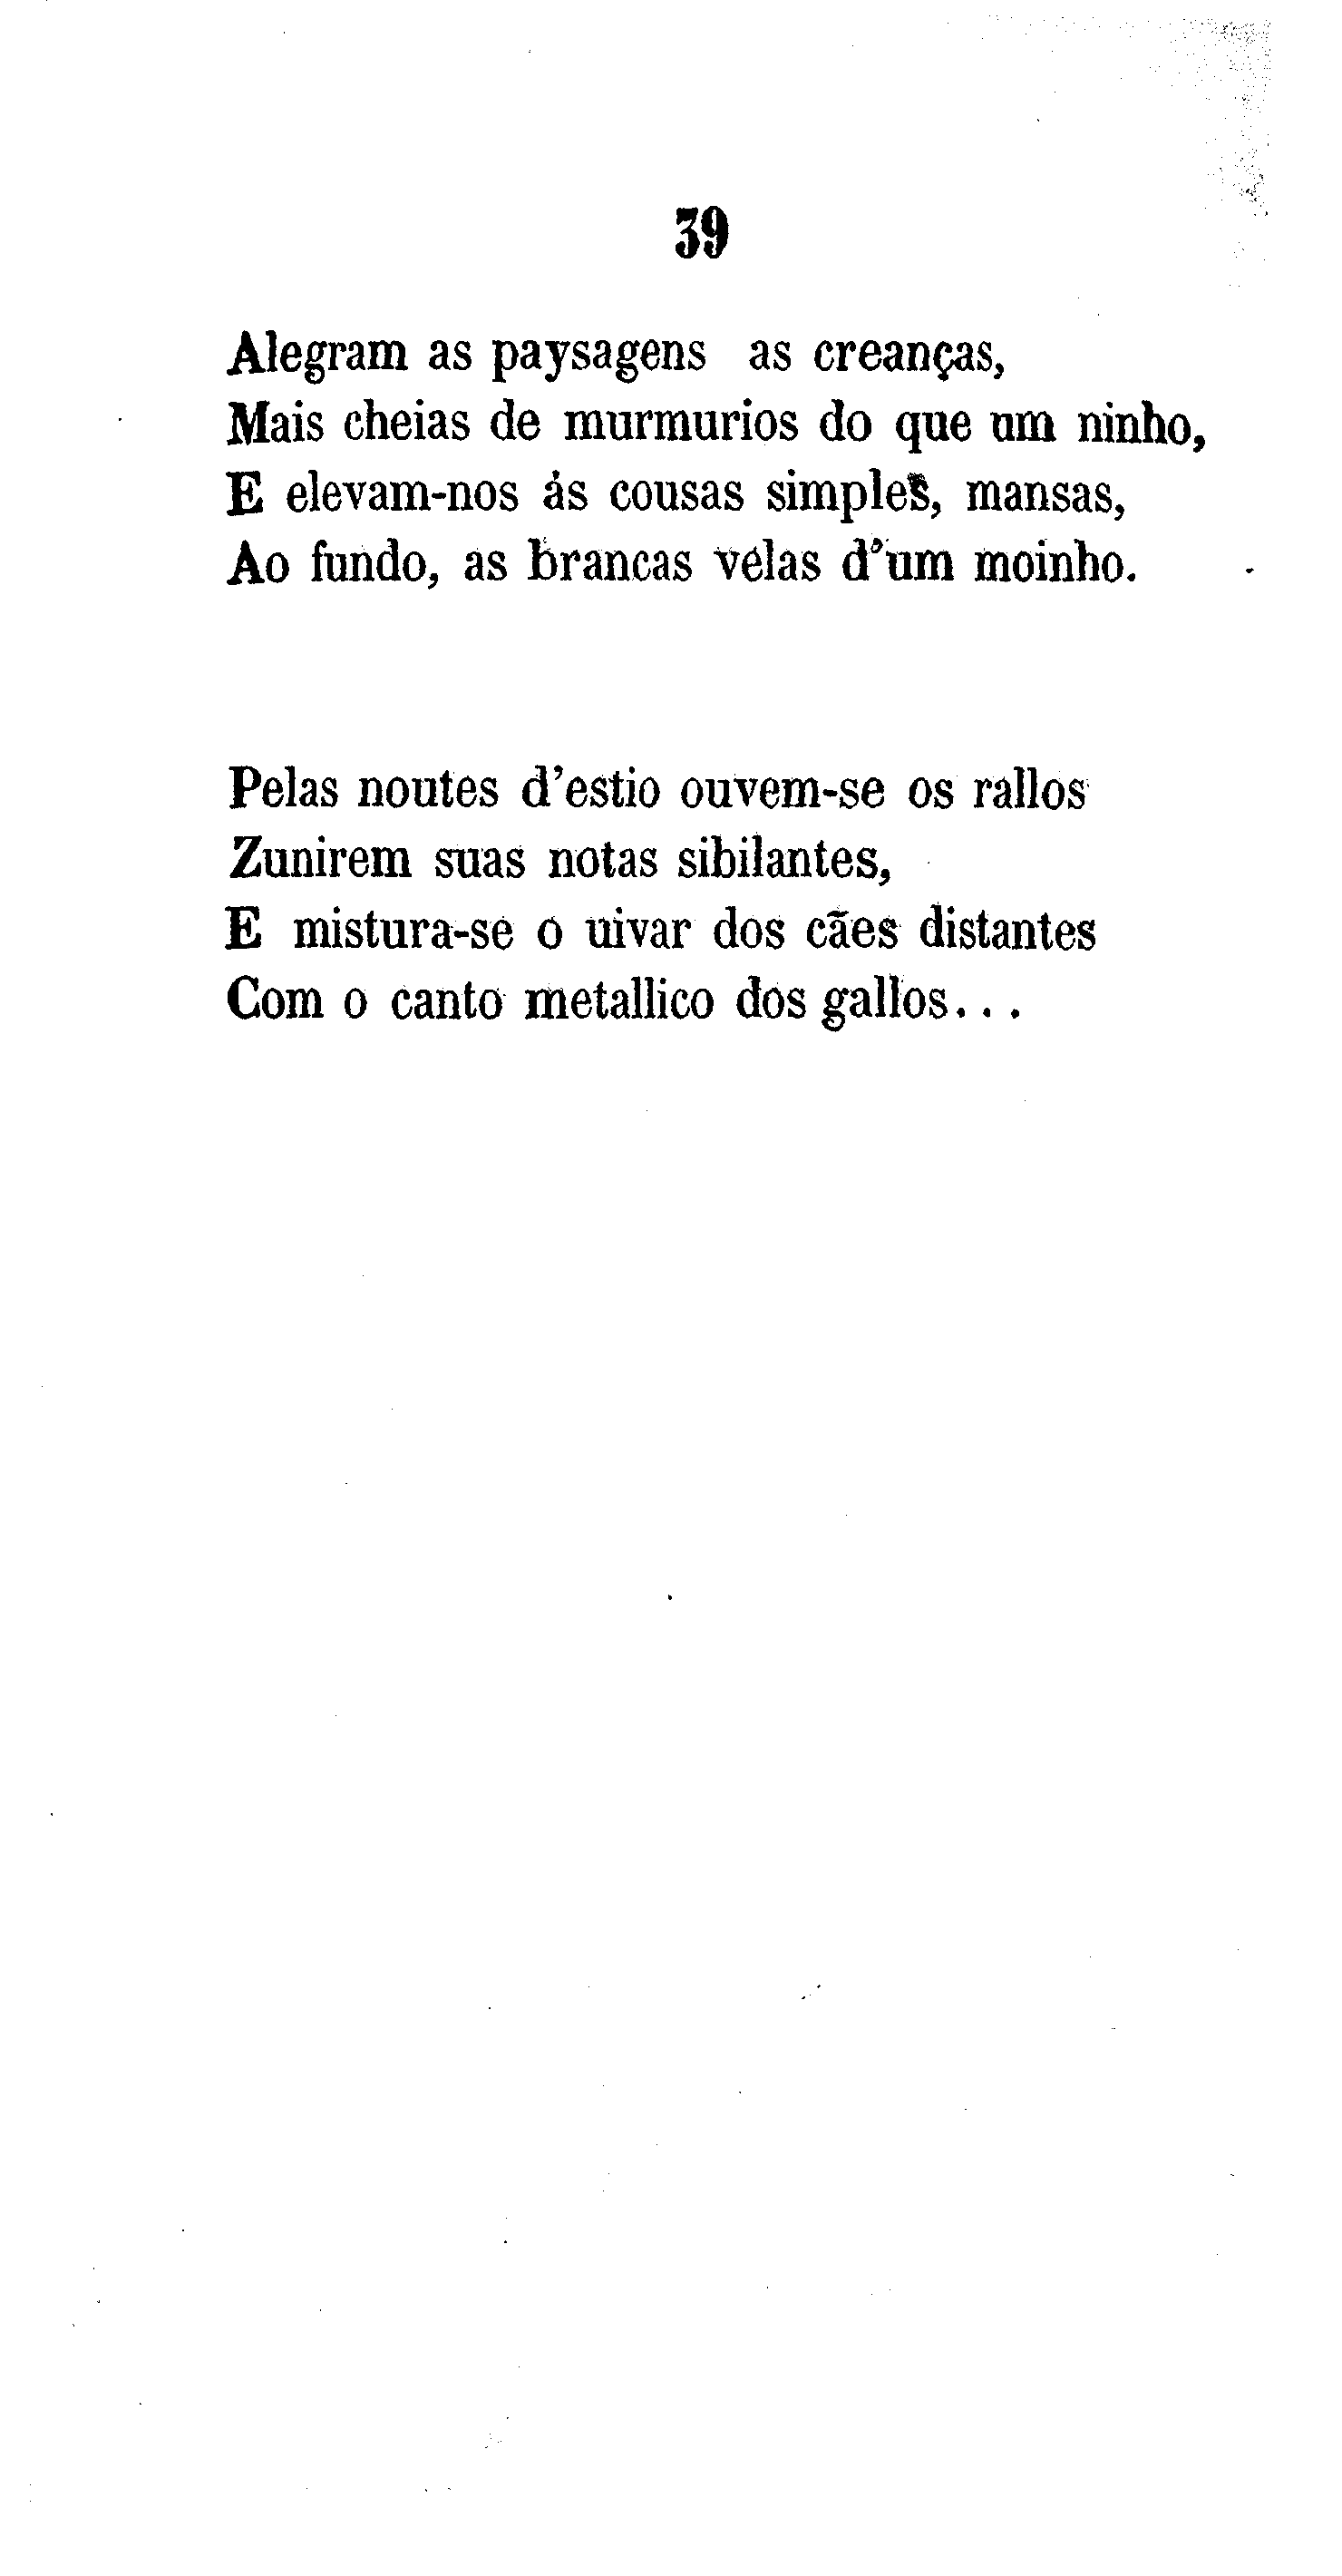 39
Alegram as paysagens as creanças,
Mais cheias de murmurios do que um ninho,
E elevam-nos ás cousas simples, mansas,
Ao fundo, as brancas velas d'um moinho.
Pelas noutes d'estio ouvem-se os rallos
Zunirem suas notas sibilantes,
E mistura-se o uivar dos cães distantes
Com o canto metallico dos gallos...